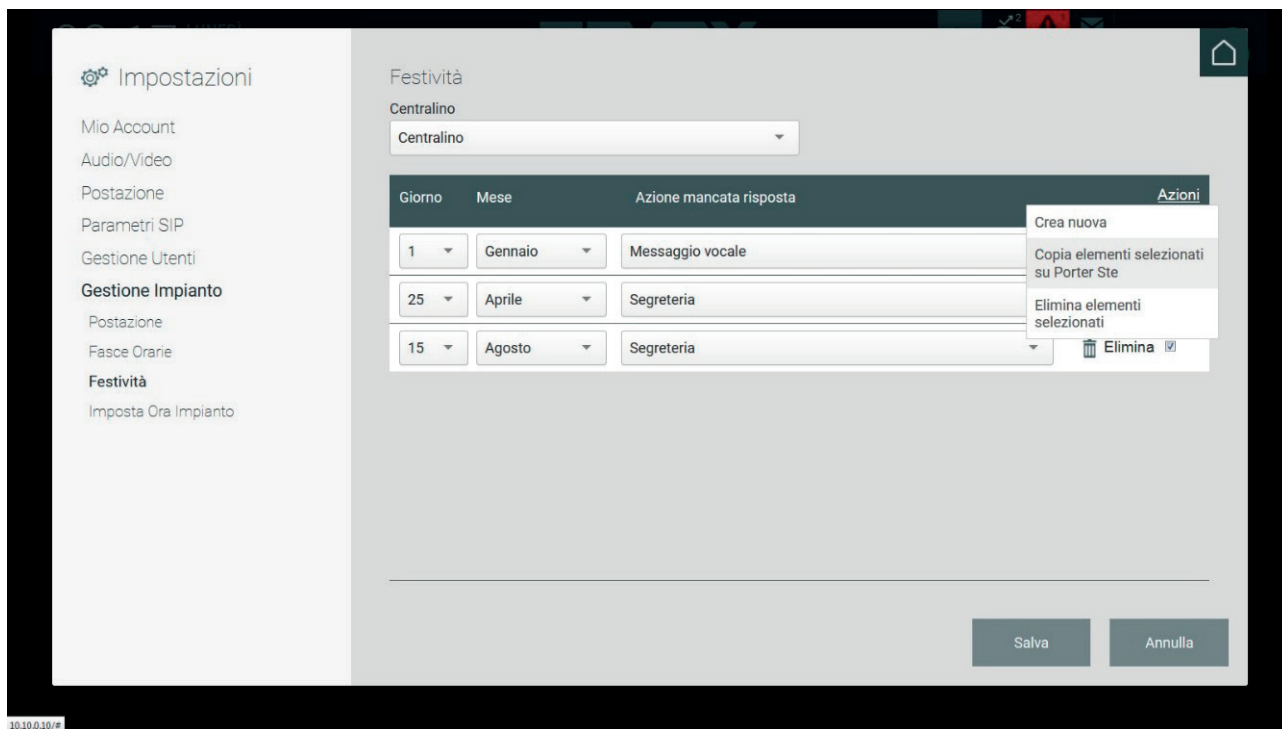 Impostazioni
Mio Account
Audio/Video
Postazione
Parametri SIP
Gestione Utenti
Gestione Impianto
Postazione
Fasce Orarie
Festività
Imposta Ora Impianto
Festività
Centralino
Centralino
Giorno Mese Azione mancata risposta Azioni
Crea nuova
Copia elementi selezionati
su Porter Ste
Elimina elementi
selezionati
1 Gennaio Messaggio vocale
25 Aprile Segreteria
15 Agosto Segreteria Elimina
Salva Annulla
10.10.0.10/#